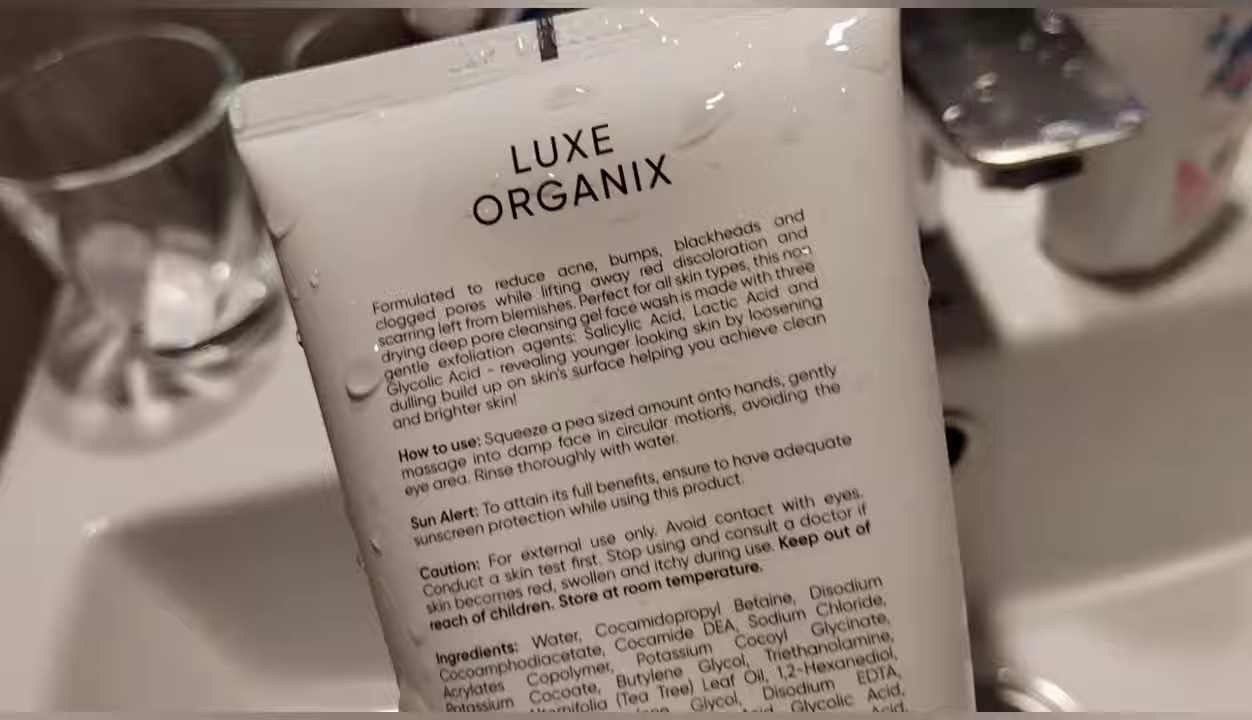 LUXE
ORGANIX
Formulated to reduce acne, bumps, blackheads and
clogged pores while lifting away red discoloration and
scarring left from blemishes. Perfect for all skin types, this non-
drying deep pore cleansing gel face wash is made with three
gentle exfoliation agents: Salicylic Acid, Lactic Acid and
Glycolic Acid - revealing younger looking skin by loosening
dulling build up on skin's surface helping you achieve clean
and brighter skin!
How to use: Squeeze a pea sized amount onto hands, gently
massage into damp face in circular motions, avoiding the
eye area. Rinse thoroughly with water.
Sun Alert: To attain its full benefits, ensure to have adequate
sunscreen protection while using this product.
Caution: For external use only. Avoid contact with eyes.
Conduct a skin test first. Stop using and consult a doctor if
skin becomes red, swollen and itchy during use. Keep out of
reach of children. Store at room temperature.
Ingredients: Water, Cocamidopropyl Betaine, Disodium
Cocoamphodiacetate, Cocamide DEA, Sodium Chloride,
Acrylates Copolymer, Potassium Cocoyl Glycinate,
Potassium Cocoate, Butylene Glycol, Triethanolamine,
(Tea Tree) Leaf Oil, 1,2-Hexanediol,
Glycol, Disodium EDTA,
Glycolic Acid,